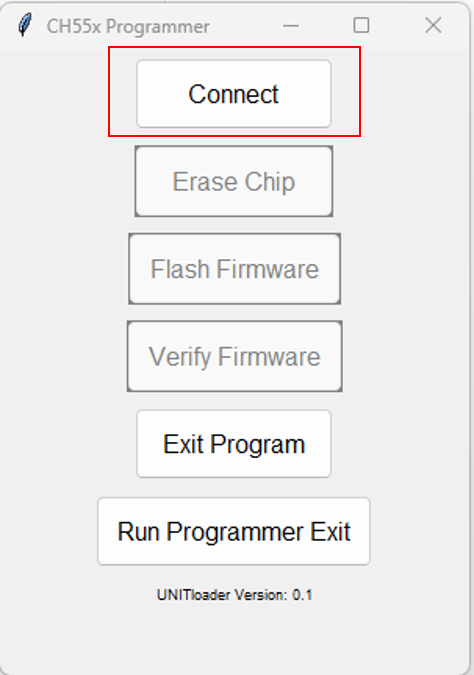 CH55x Programmer
Connect
Erase Chip
Flash Firmware
Verify Firmware
Exit Program
Run Programmer Exit
UNITloader Version: 0.1